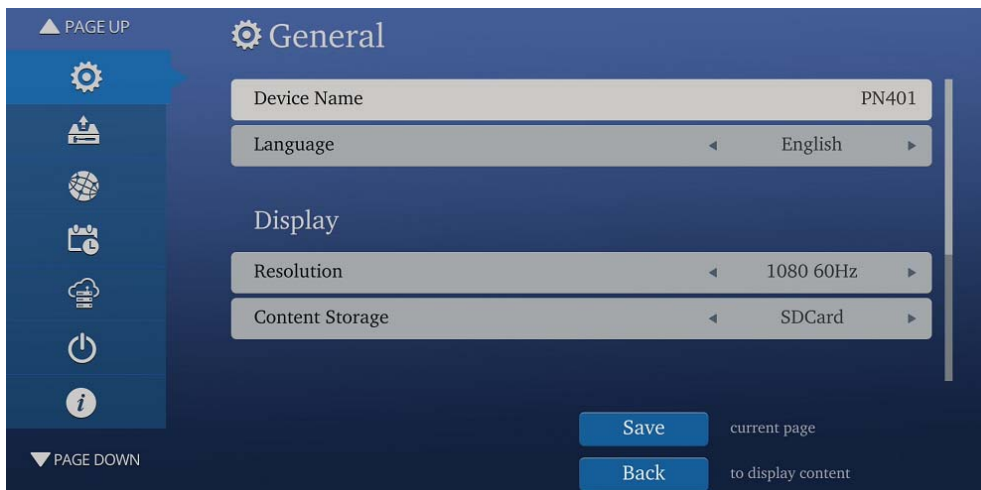 PAGE UP
General
Device Name PN401
Language English
Display
Resolution 1080 60Hz
Content Storage SDCard
Save current page
Back to display content
PAGE DOWN